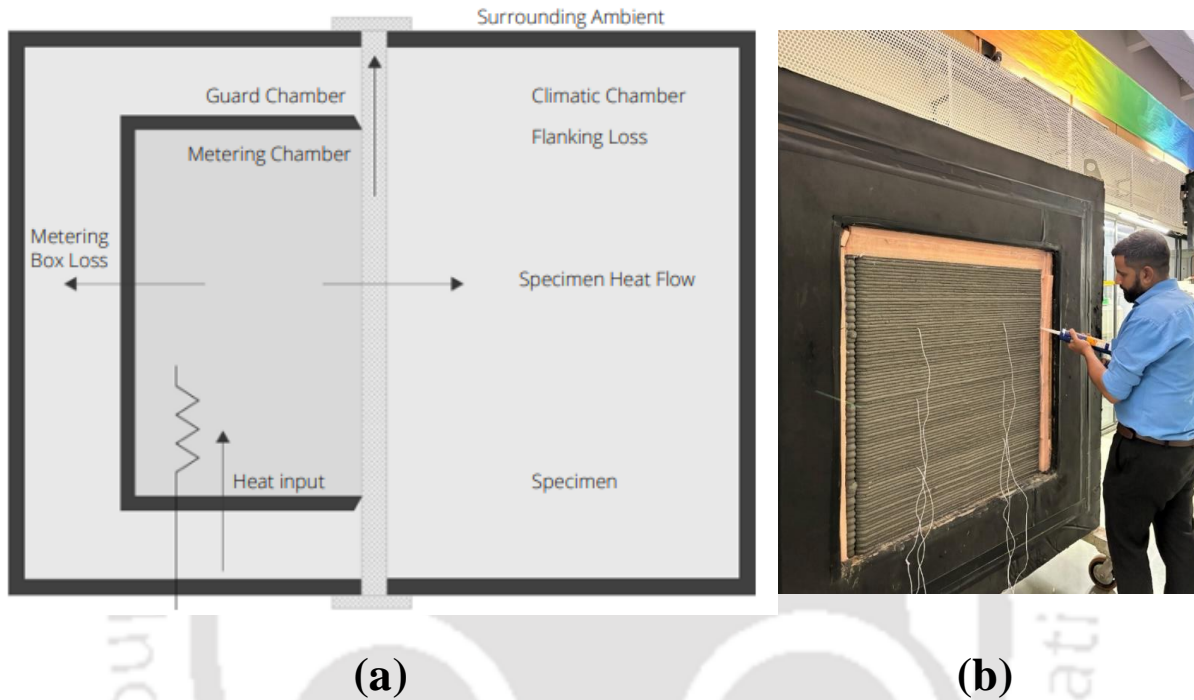 Surrounding Ambient
Guard Chamber
Climatic Chamber
Flanking Loss
Metering Chamber
Metering
Box Loss
Specimen Heat Flow
Heat input
Specimen
(a)
(b)